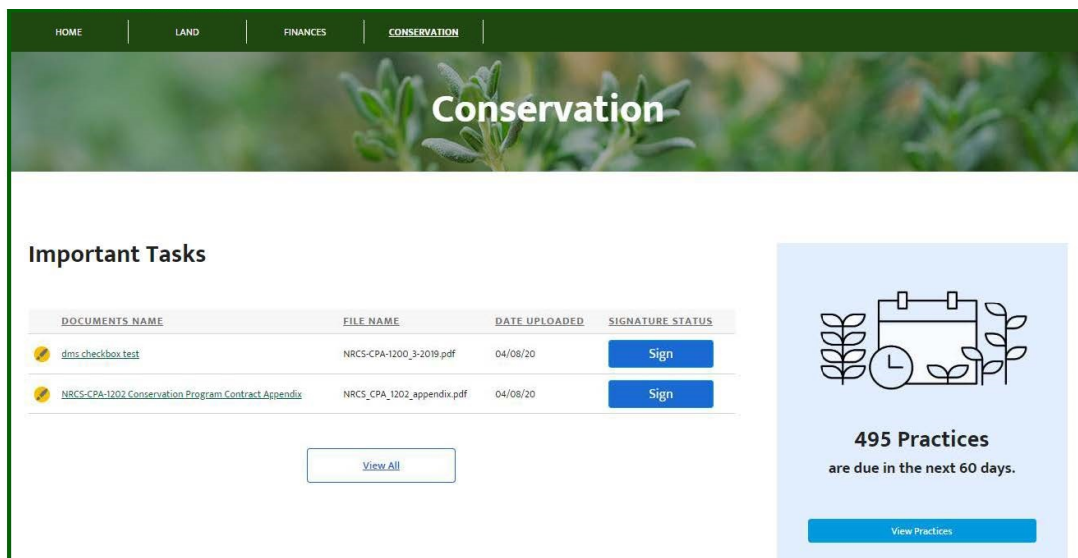 HOME LAND FINANCES CONSERVATION
Conservation
Important Tasks
DOCUMENTS NAME FILE NAME DATE UPLOADED SIGNATURE STATUS
dms checkbox test NRCS-CPA-1200_3-2019.pdf 04/08/20 Sign
NRCS-CPA-1202 Conservation Program Contract Appendix NRCS_CPA_1202_appendix.pdf 04/08/20 Sign
View All
495 Practices
are due in the next 60 days.
View Practices